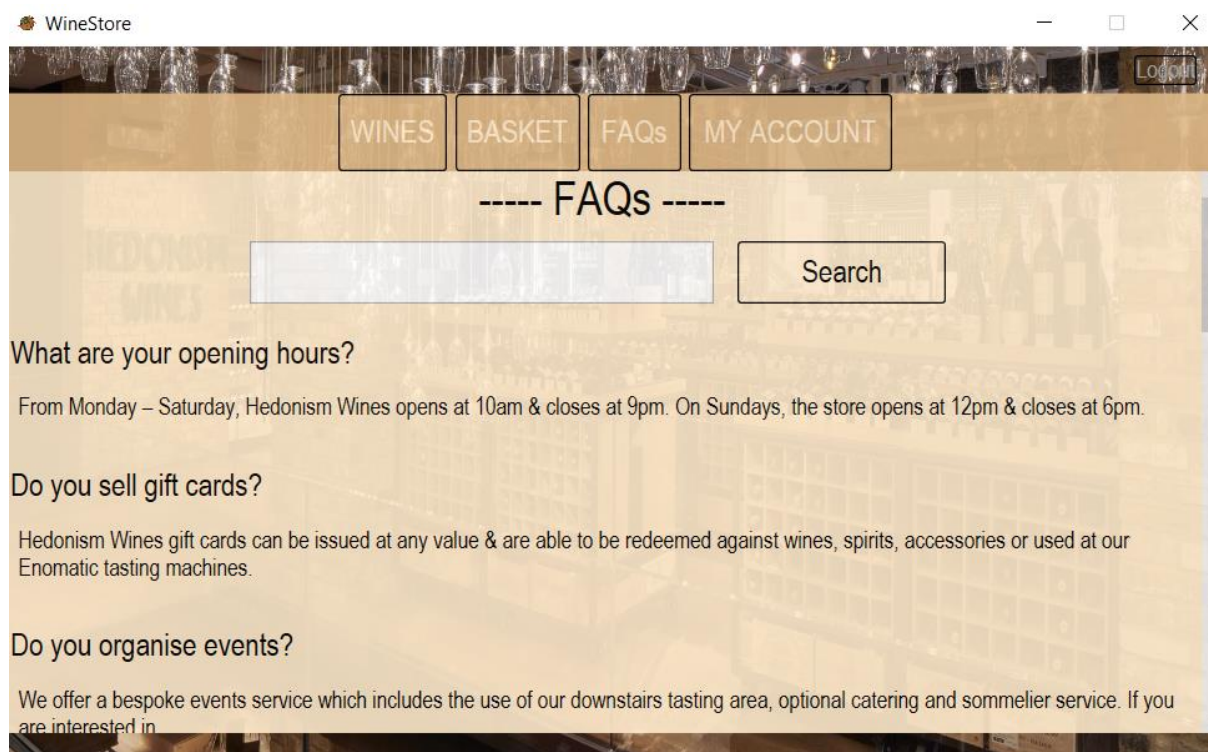 WineStore
Logout
WINES BASKET FAQs MY ACCOUNT
----- FAQs -----
HEDONISM
WINES
Search
What are your opening hours?
From Monday – Saturday, Hedonism Wines opens at 10am & closes at 9pm. On Sundays, the store opens at 12pm & closes at 6pm.
Do you sell gift cards?
Hedonism Wines gift cards can be issued at any value & are able to be redeemed against wines, spirits, accessories or used at our
Enomatic tasting machines.
Do you organise events?
We offer a bespoke events service which includes the use of our downstairs tasting area, optional catering and sommelier service. If you
are interested in